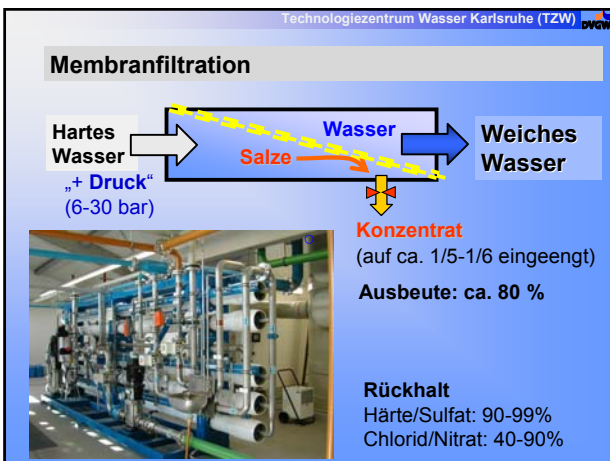 Technologiezentrum Wasser Karlsruhe (TZW)
DVGW
Membranfiltration
Hartes
Wasser
„+ Druck“
(6-30 bar)
Salze
Wasser
Weiches
Wasser
Konzentrat
(auf ca. 1/5-1/6 eingeengt)
Ausbeute: ca. 80 %
Rückhalt
Härte/Sulfat: 90-99%
Chlorid/Nitrat: 40-90%